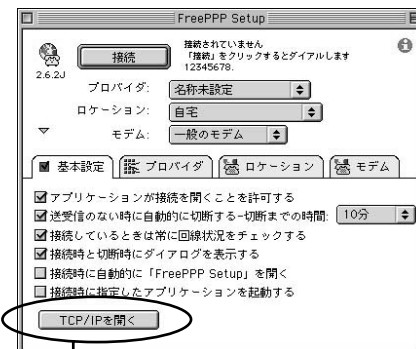 FreePPP Setup
接続
接続されていません
「接続」をクリックするとダイアルします
12345678.
2.6.2J
プロバイダ: 名称未設定
ロケーション: 自宅
モデム: 一般のモデム
基本設定 プロバイダ ロケーション モデム
アプリケーションが接続を開くことを許可する
送受信のない時に自動的に切断する-切断までの時間: 10分
接続しているときは常に回線状況をチェックする
接続時と切断時にダイアログを表示する
接続時に自動的に「FreePPP Setup」を開く
接続時に指定したアプリケーションを起動する
TCP/IPを開く